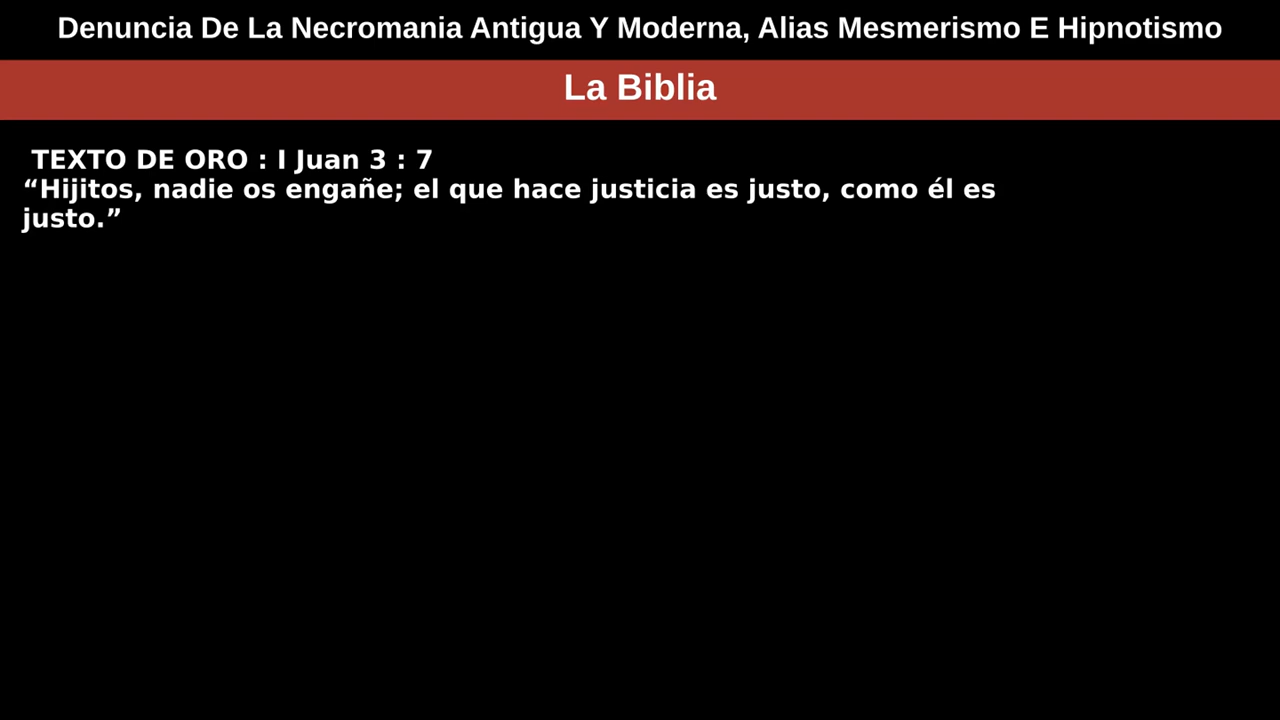 Denuncia De La Necromania Antigua Y Moderna, Alias Mesmerismo E Hipnotismo
La Biblia
TEXTO DE ORO : I Juan 3 : 7
“Hijitos, nadie os engañe; el que hace justicia es justo, como él es
justo.”